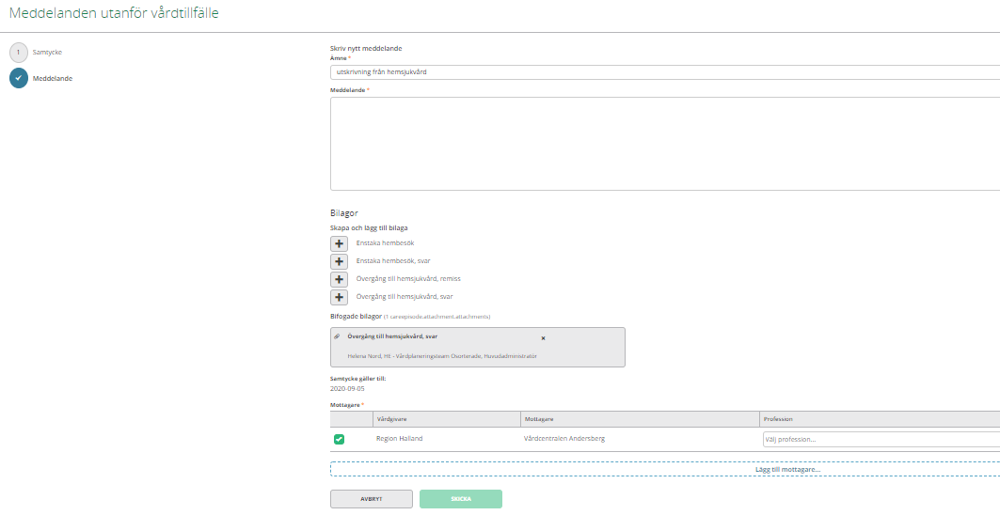 Meddelanden utanför vårdtillfälle
1 Samtycke
Meddelande
Skriv nytt meddelande
Ämne *
utskrivning från hemsjukvård
Meddelande *
Bilagor
Skapa och lägg till bilaga
Enstaka hembesök
Enstaka hembesök, svar
Övergång till hemsjukvård, remiss
Övergång till hemsjukvård, svar
Bifogade bilagor (1 careepisode.attachment.attachments)
Övergång till hemsjukvård, svar
Helena Nord, HE - Vårdplaneringsteam Osorterade, Huvudadministratör
Samtycke gäller till:
2020-09-05
Mottagare *
Vårdgivare Mottagare Profession
Region Halland Vårdcentralen Andersberg Välj profession...
Lägg till mottagare...
AVBRYT SKICKA